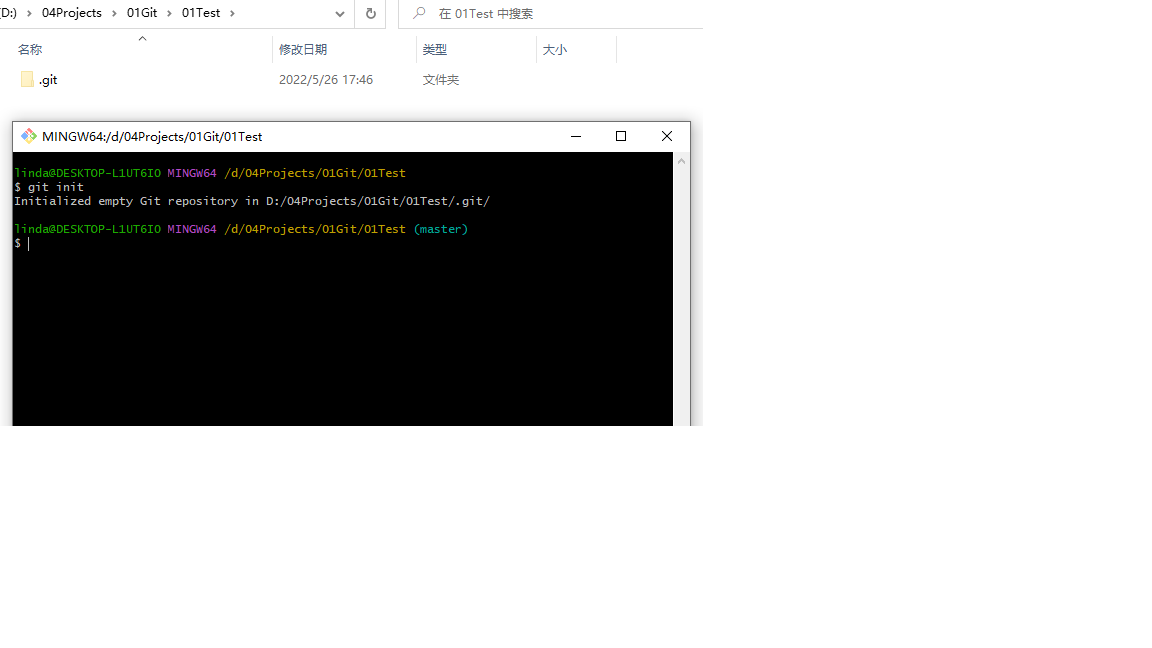 D:) › 04Projects › 01Git › 01Test ›
在 01Test 中搜索
名称 修改日期 类型 大小
.git 2022/5/26 17:46 文件夹
MINGW64:/d/04Projects/01Git/01Test
linda@DESKTOP-L1UT6IO MINGW64 /d/04Projects/01Git/01Test
$ git init
Initialized empty Git repository in D:/04Projects/01Git/01Test/.git/
linda@DESKTOP-L1UT6IO MINGW64 /d/04Projects/01Git/01Test (master)
$